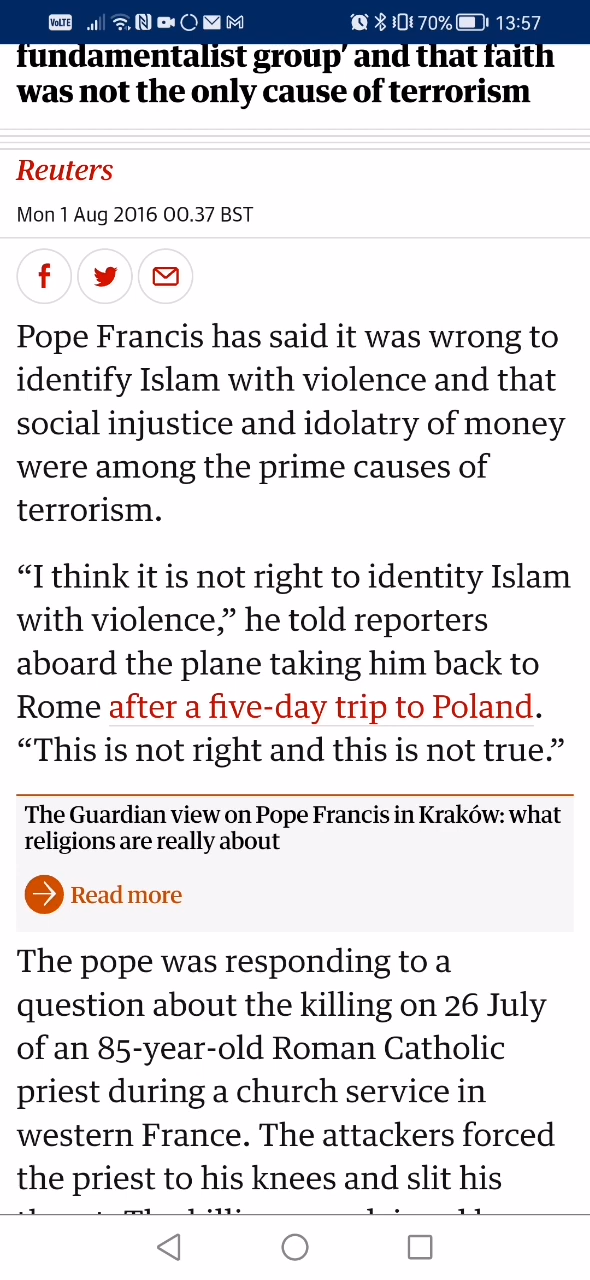 VoLTE 70% 13:57
fundamentalist group’ and that faith
was not the only cause of terrorism
Reuters
Mon 1 Aug 2016 00.37 BST
Pope Francis has said it was wrong to
identify Islam with violence and that
social injustice and idolatry of money
were among the prime causes of
terrorism.
“I think it is not right to identity Islam
with violence,” he told reporters
aboard the plane taking him back to
Rome after a five-day trip to Poland.
“This is not right and this is not true.”
The Guardian view on Pope Francis in Kraków: what
religions are really about
Read more
The pope was responding to a
question about the killing on 26 July
of an 85-year-old Roman Catholic
priest during a church service in
western France. The attackers forced
the priest to his knees and slit his